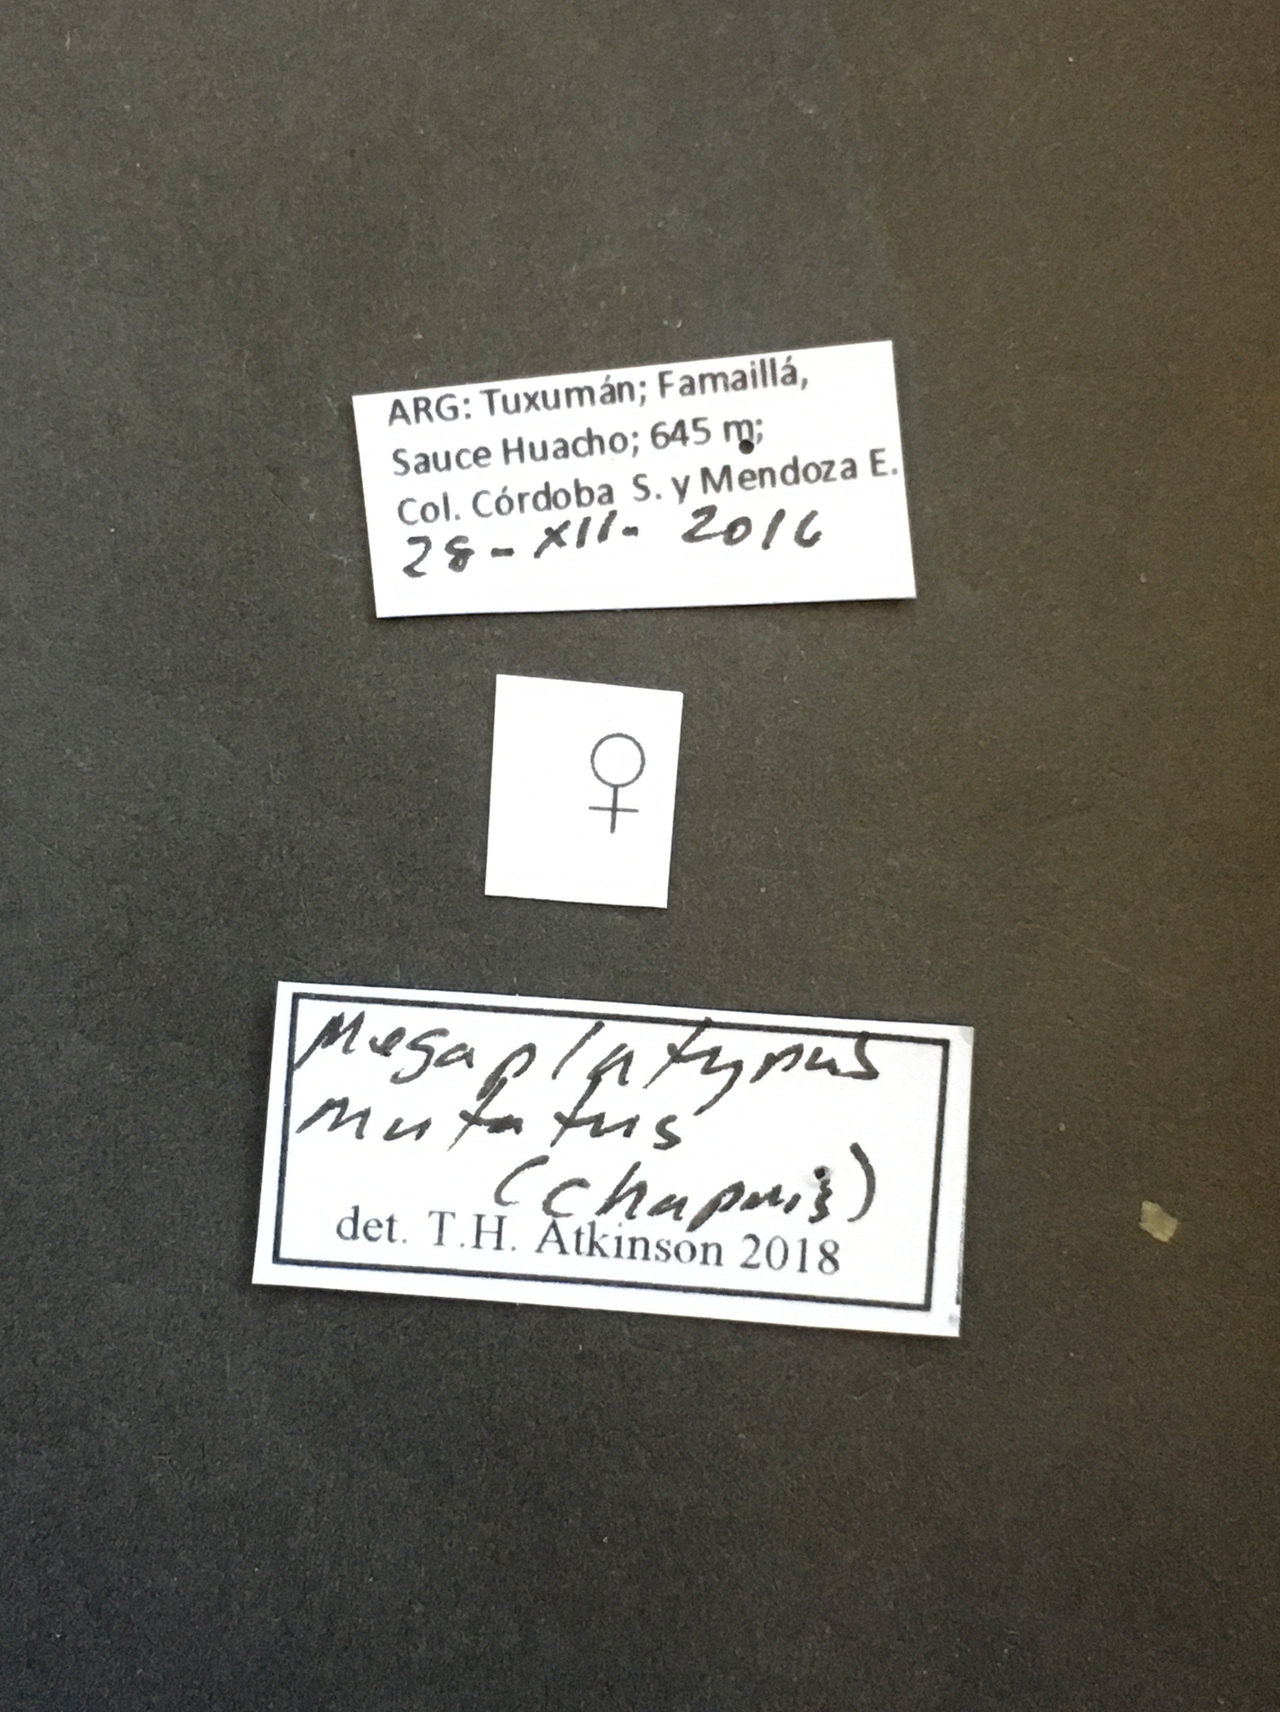 ARG: Tuxumán; Famaillá,
Sauce Huacho; 645 m;
Col. Córdoba S. y Mendoza E.
28-XII-2016
♀
Megaplatypus
mutatus
(Chapuis)
det. T.H. Atkinson 2018